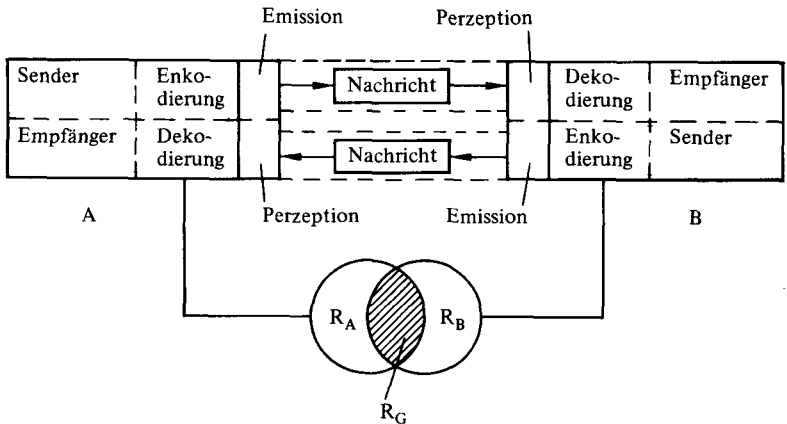 Emission
Perzeption
Sender
Enko-
dierung
Nachricht
Deko-
dierung
Empfänger
Empfänger
Deko-
dierung
Nachricht
Enko-
dierung
Sender
A
Perzeption
Emission
B
R_A
R_B
R_G